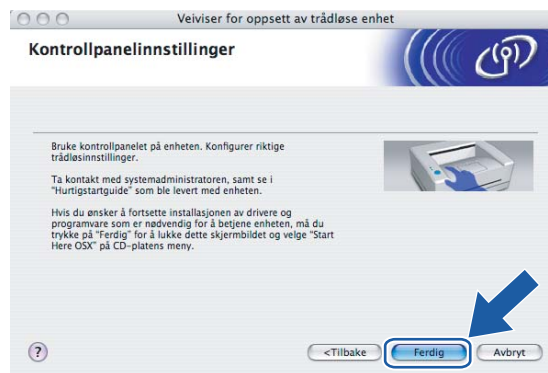 Veiviser for oppsett av trådløse enhet
Kontrollpanelinnstillinger
Bruke kontrollpanelet på enheten. Konfigurer riktige
trådløsinnstillinger.
Ta kontakt med systemadministratoren, samt se i
"Hurtigstartguide" som ble levert med enheten.
Hvis du ønsker å fortsette installasjonen av drivere og
programvare som er nødvendig for å betjene enheten, må du
trykke på "Ferdig" for å lukke dette skjermbildet og velge "Start
Here OSX" på CD-platens meny.
?
<Tilbake
Ferdig
Avbryt